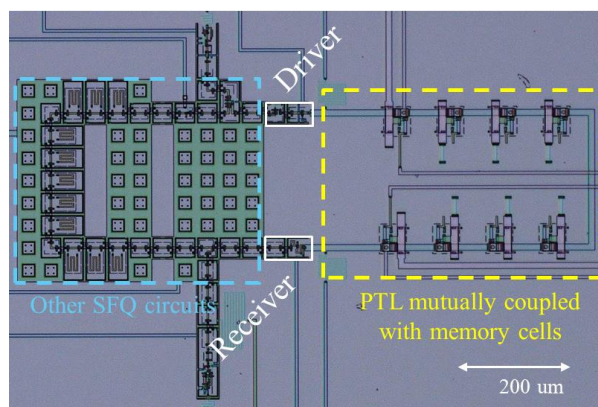 Driver
Other SFQ circuits
Receiver
PTL mutually coupled
with memory cells
200 um